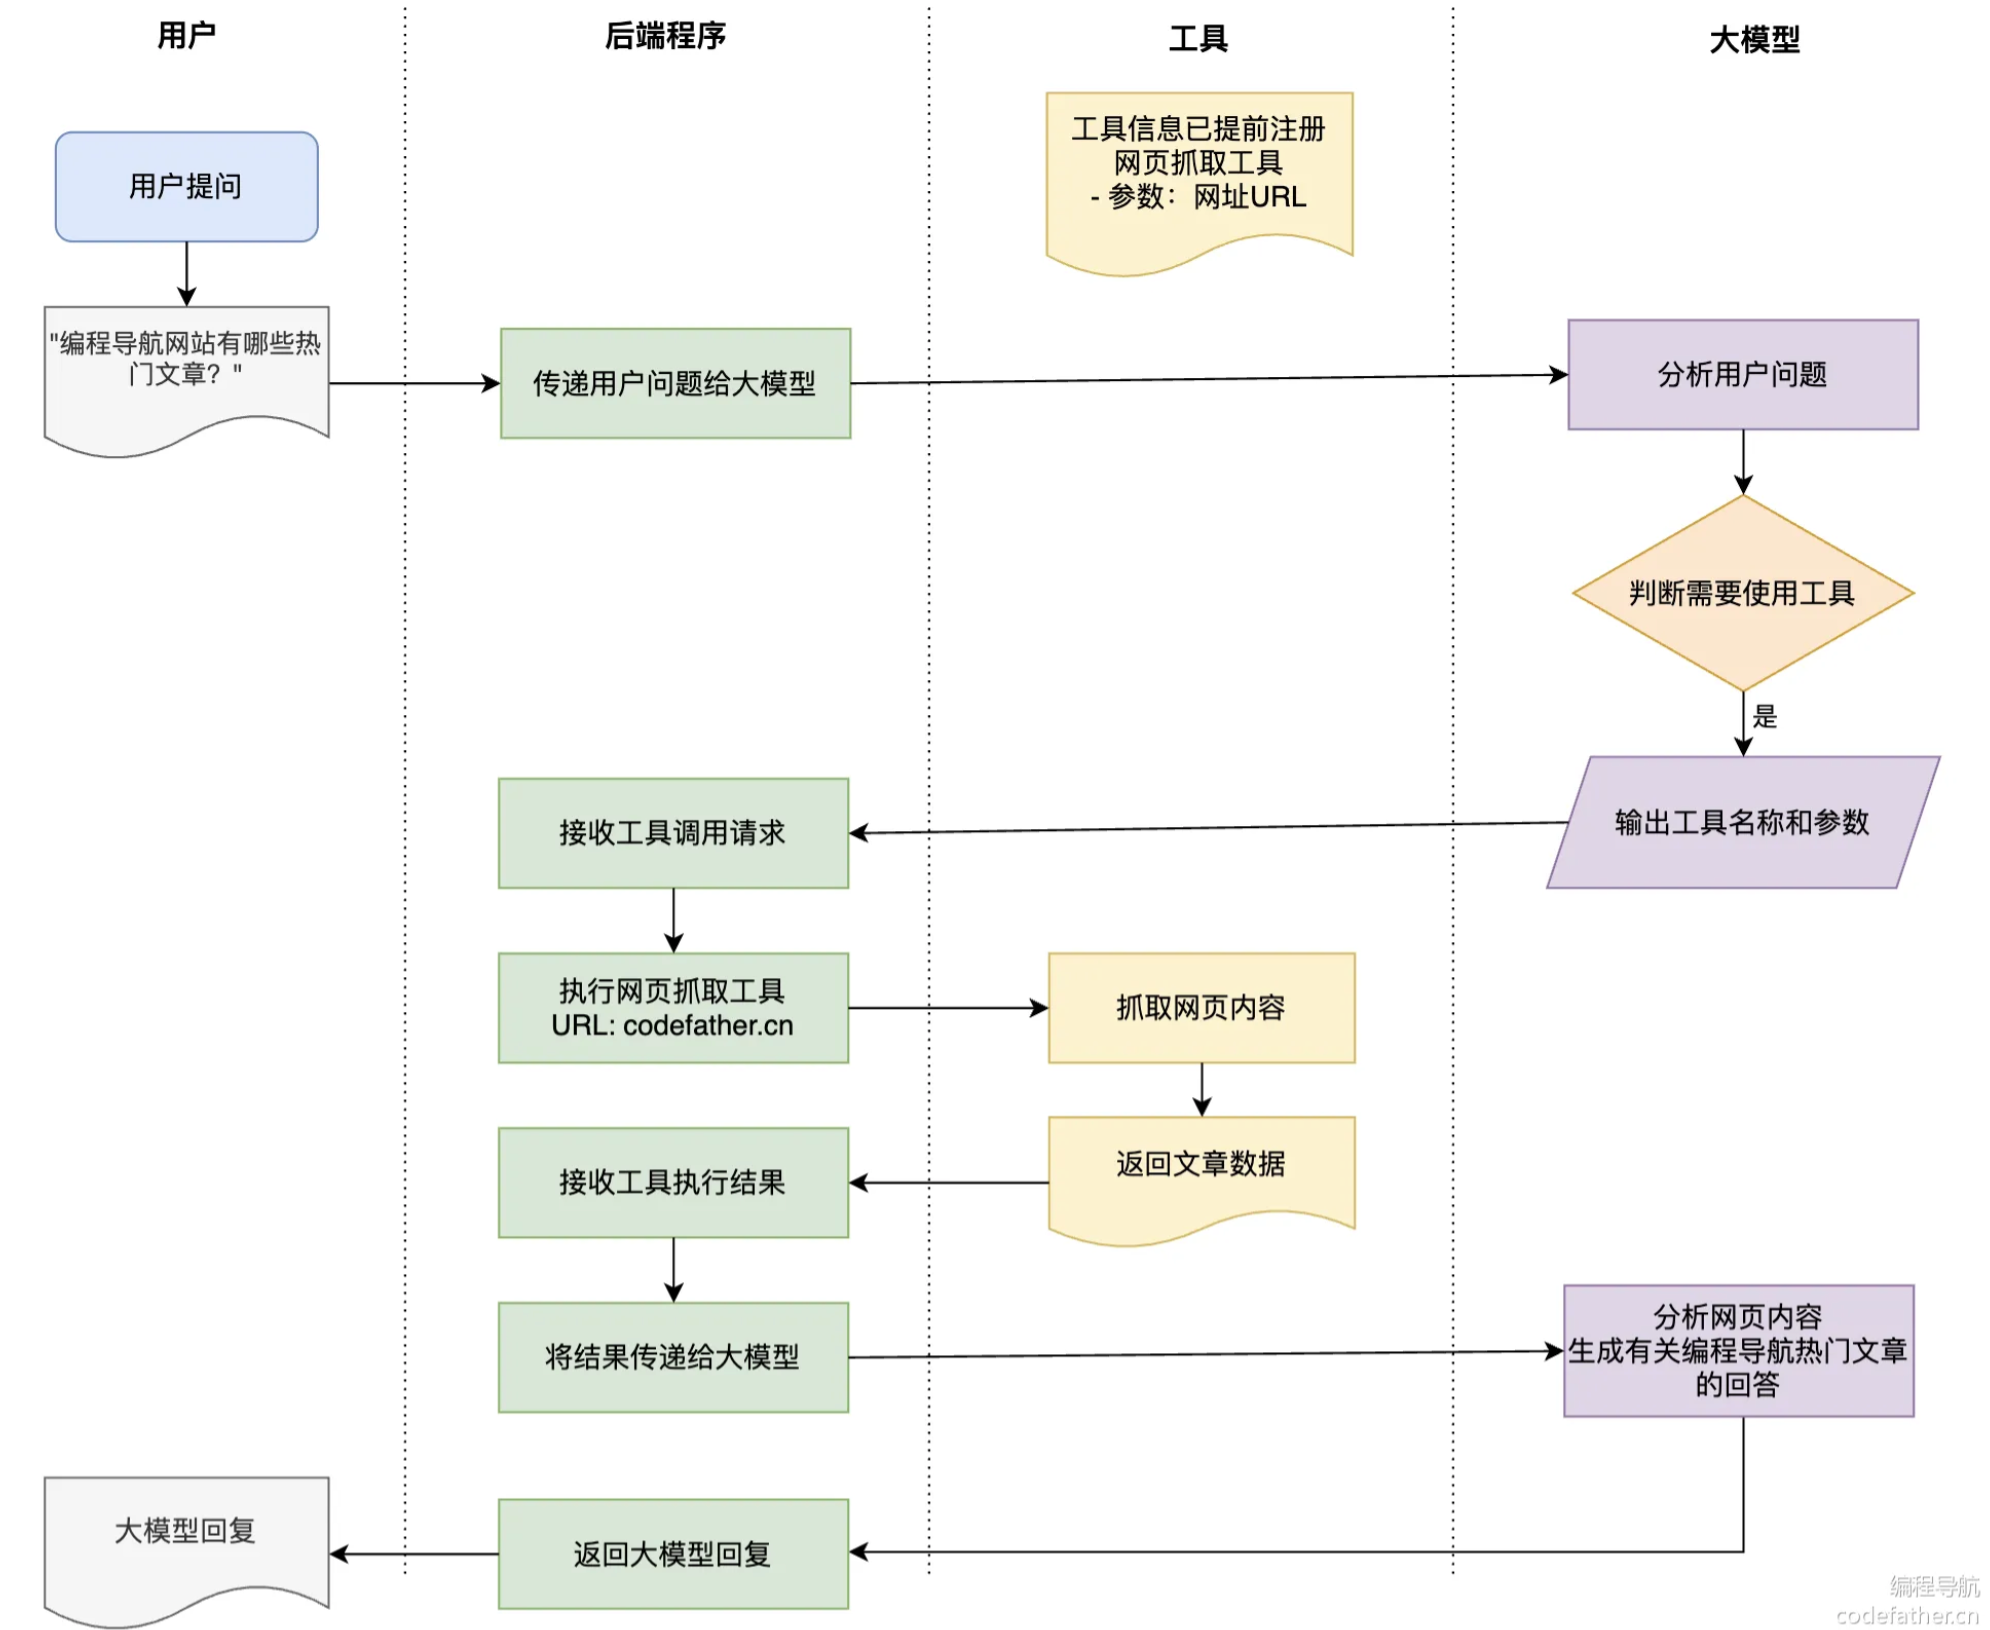 用户
后端程序
工具
大模型
工具信息已提前注册
网页抓取工具
- 参数：网址URL
用户提问
"编程导航网站有哪些热
门文章？"
传递用户问题给大模型
分析用户问题
判断需要使用工具
是
输出工具名称和参数
接收工具调用请求
执行网页抓取工具
URL: codefather.cn
抓取网页内容
返回文章数据
接收工具执行结果
将结果传递给大模型
分析网页内容
生成有关编程导航热门文章
的回答
返回大模型回复
大模型回复
编程导航
codefather.cn